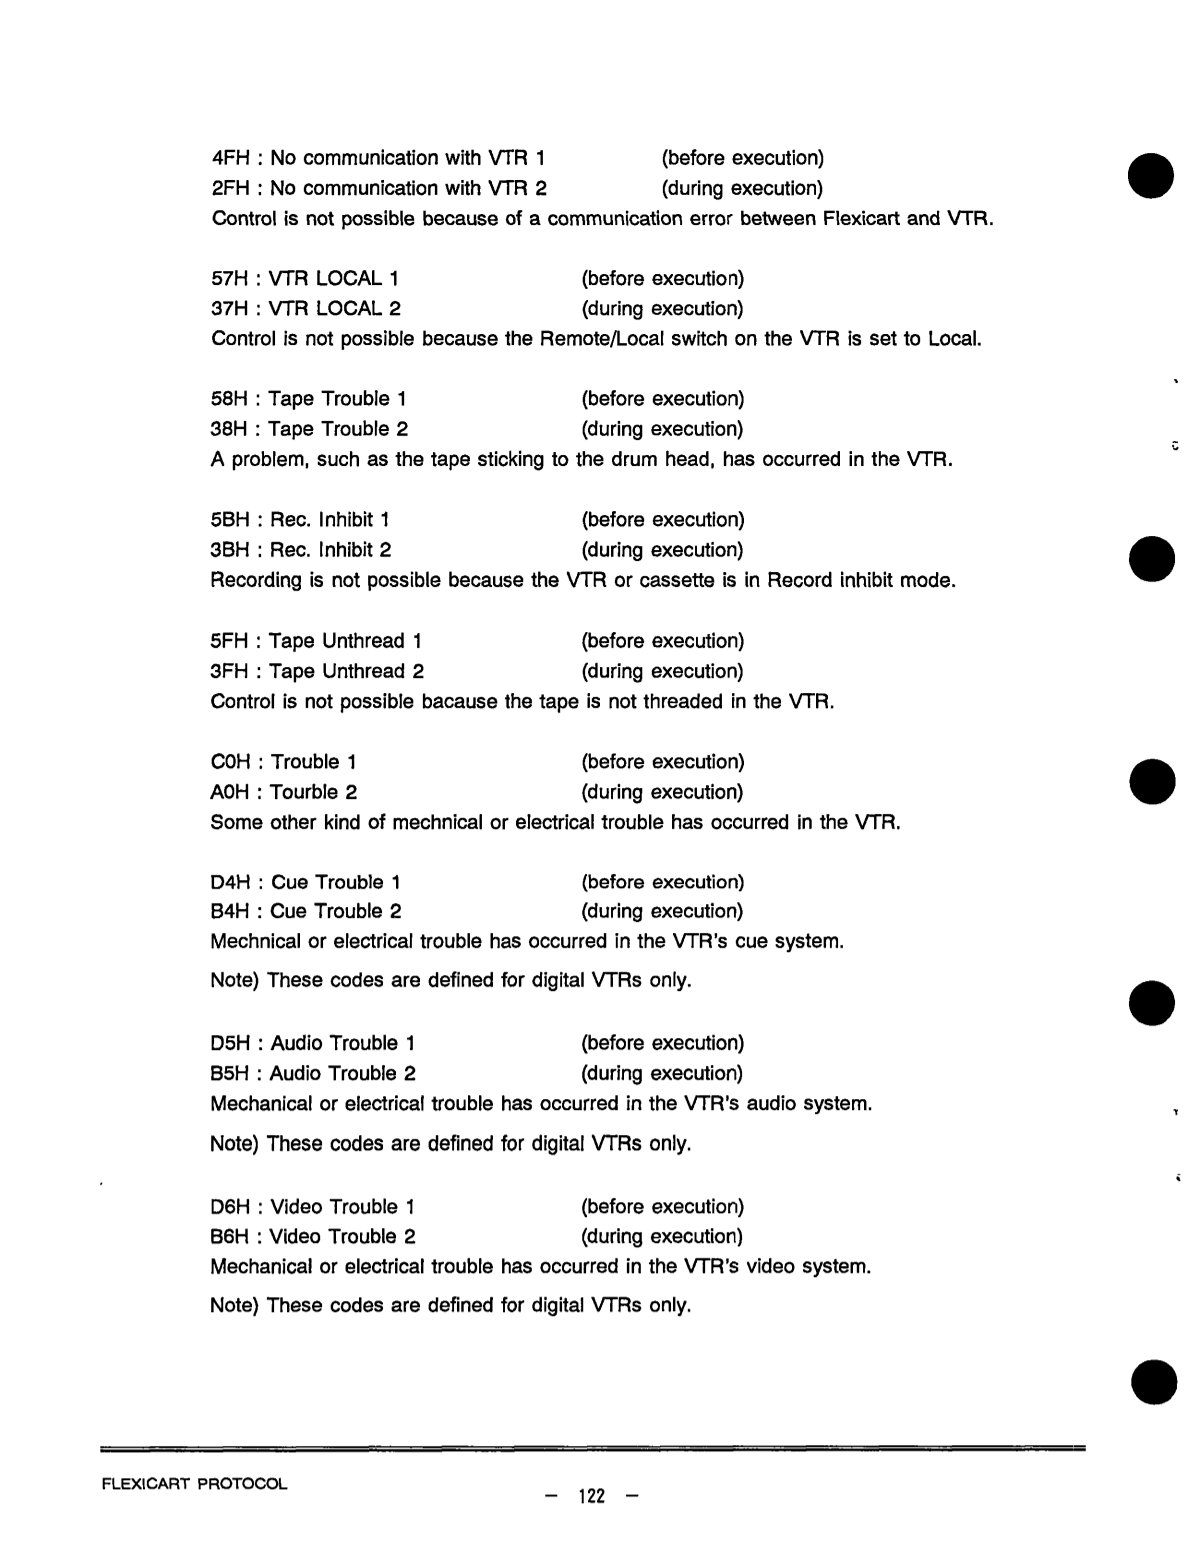 4FH : No communication with VTR 1 (before execution)
2FH : No communication with VTR 2 (during execution)
Control is not possible because of a communication error between Flexicart and VTR.
57H : VTR LOCAL 1 (before execution)
37H : VTR LOCAL 2 (during execution)
Control is not possible because the Remote/Local switch on the VTR is set to Local.
58H : Tape Trouble 1 (before execution)
38H : Tape Trouble 2 (during execution)
A problem, such as the tape sticking to the drum head, has occurred in the VTR.
5BH : Rec. Inhibit 1 (before execution)
3BH : Rec. Inhibit 2 (during execution)
Recording is not possible because the VTR or cassette is in Record inhibit mode.
5FH : Tape Unthread 1 (before execution)
3FH : Tape Unthread 2 (during execution)
Control is not possible bacause the tape is not threaded in the VTR.
C0H : Trouble 1 (before execution)
A0H : Tourble 2 (during execution)
Some other kind of mechnical or electrical trouble has occurred in the VTR.
D4H : Cue Trouble 1 (before execution)
B4H : Cue Trouble 2 (during execution)
Mechnical or electrical trouble has occurred in the VTR's cue system.
Note) These codes are defined for digital VTRs only.
D5H : Audio Trouble 1 (before execution)
B5H : Audio Trouble 2 (during execution)
Mechanical or electrical trouble has occurred in the VTR's audio system.
Note) These codes are defined for digital VTRs only.
D6H : Video Trouble 1 (before execution)
B6H : Video Trouble 2 (during execution)
Mechanical or electrical trouble has occurred in the VTR's video system.
Note) These codes are defined for digital VTRs only.
FLEXICART PROTOCOL
— 122 —